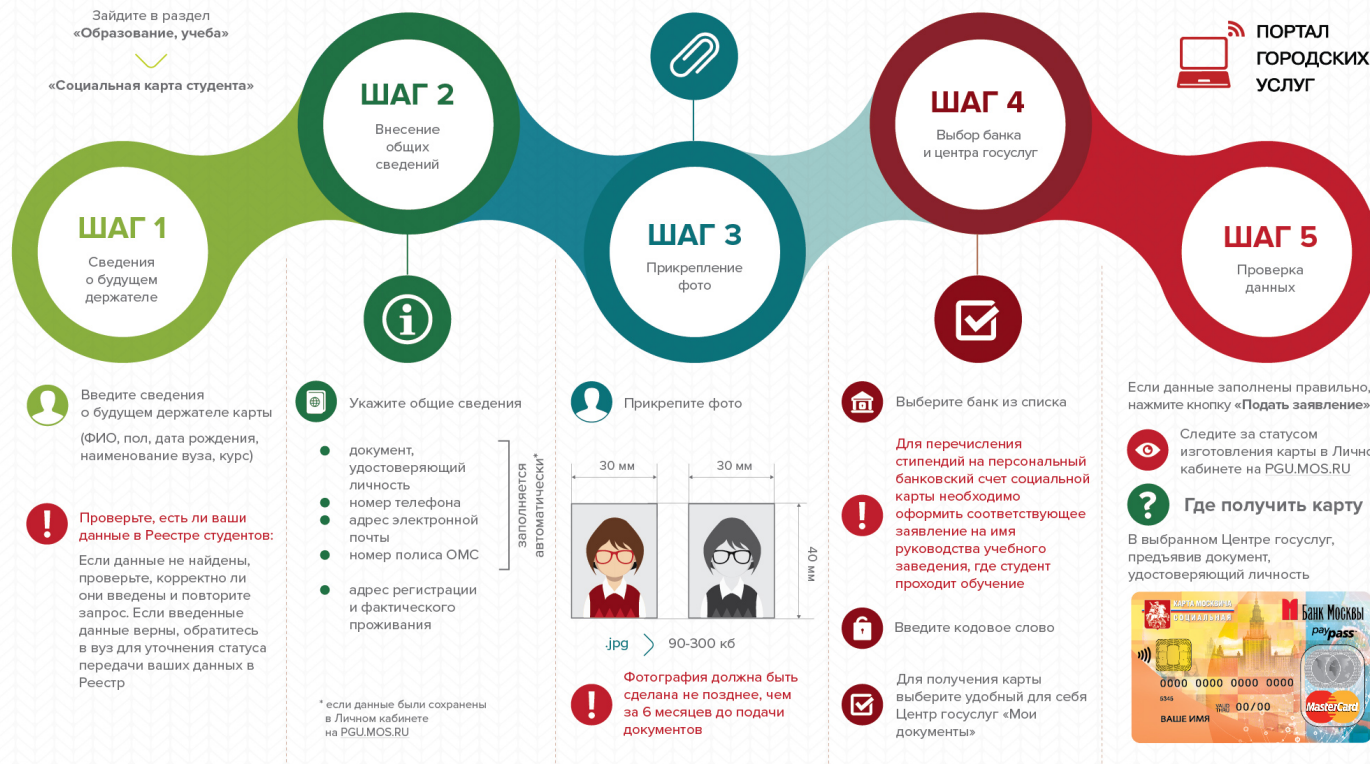 Зайдите в раздел
«Образование, учеба»
«Социальная карта студента»
ПОРТАЛ
ГОРОДСКИХ
УСЛУГ
ШАГ 1
Сведения
о будущем
держателе
ШАГ 2
Внесение
общих
сведений
ШАГ 3
Прикрепление
фото
ШАГ 4
Выбор банка
и центра госуслуг
ШАГ 5
Проверка
данных
Введите сведения
о будущем держателе карты
(ФИО, пол, дата рождения,
наименование вуза, курс)
Проверьте, есть ли ваши
данные в Реестре студентов:
Если данные не найдены,
проверьте, корректно ли
они введены и повторите
запрос. Если введенные
данные верны, обратитесь
в вуз для уточнения статуса
передачи ваших данных в
Реестр
Укажите общие сведения
документ,
удостоверяющий
личность
номер телефона
адрес электронной
почты
номер полиса ОМС
заполняется
автоматически*
адрес регистрации
и фактического
проживания
* если данные были сохранены
в Личном кабинете
на PGU.MOS.RU
Прикрепите фото
30 мм 30 мм
40 мм
.jpg 90-300 кб
Фотография должна быть
сделана не позднее, чем
за 6 месяцев до подачи
документов
Выберите банк из списка
Для перечисления
стипендий на персональный
банковский счет социальной
карты необходимо
оформить соответствующее
заявление на имя
руководства учебного
заведения, где студент
проходит обучение
Введите кодовое слово
Для получения карты
выберите удобный для себя
Центр госуслуг «Мои
документы»
Если данные заполнены правильно,
нажмите кнопку «Подать заявление»
Следите за статусом
изготовления карты в Лично
кабинете на PGU.MOS.RU
Где получить карту
В выбранном Центре госуслуг,
предъявив документ,
удостоверяющий личность
КАРТА МОСКВИЧА
СОЦИАЛЬНАЯ
Банк Москвы
paypass
0000 0000 0000 0000
5345
VALID THRU 00/00
ВАШЕ ИМЯ
MasterCard